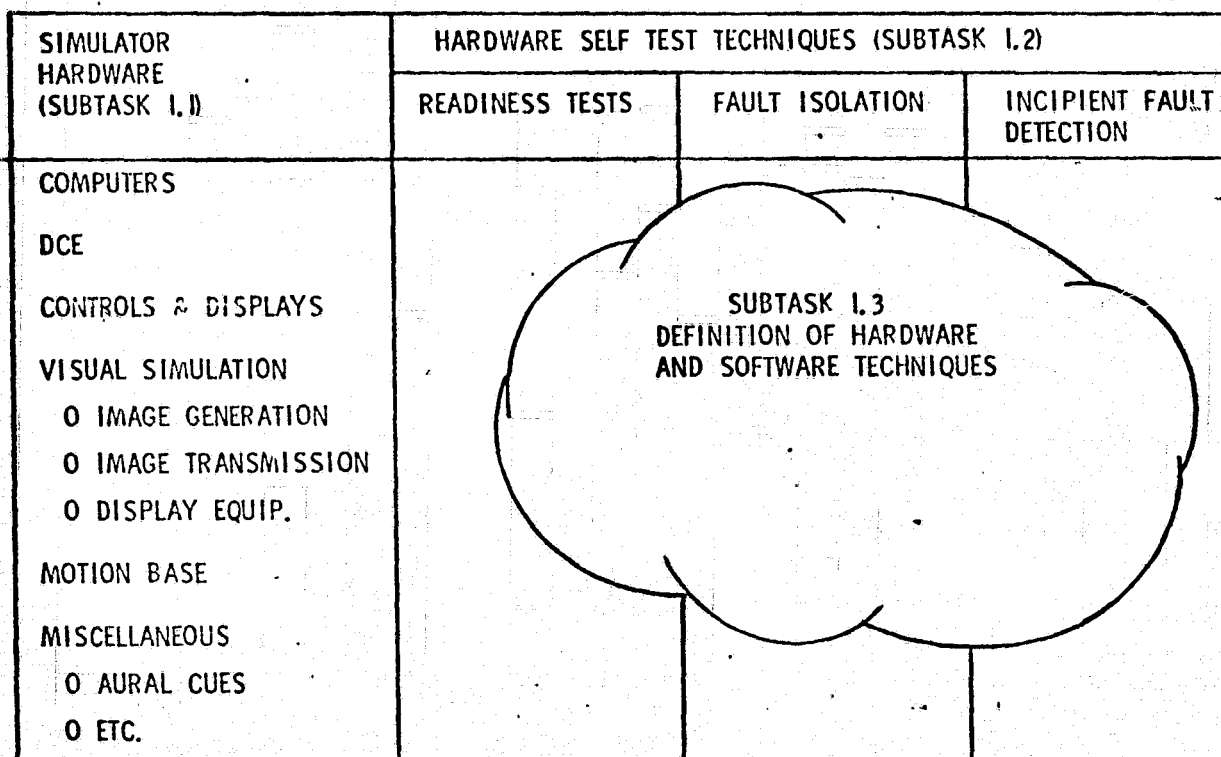 SIMULATOR
HARDWARE
(SUBTASK 1.1)
HARDWARE SELF TEST TECHNIQUES (SUBTASK 1.2)
READINESS TESTS
FAULT ISOLATION
INCIPIENT FAULT
DETECTION
COMPUTERS
DCE
CONTROLS & DISPLAYS
VISUAL SIMULATION
O IMAGE GENERATION
O IMAGE TRANSMISSION
O DISPLAY EQUIP.
MOTION BASE
MISCELLANEOUS
O AURAL CUES
O ETC.
SUBTASK 1.3
DEFINITION OF HARDWARE
AND SOFTWARE TECHNIQUES